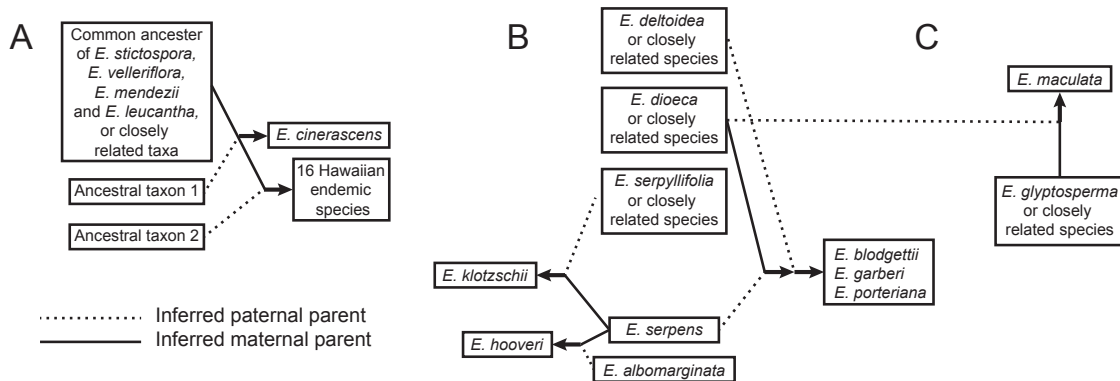 A
Common ancestor
of E. stictospora,
E. velleriflora,
E. mendezii
and E. leucantha,
or closely
related taxa
E. cinerascens
Ancestral taxon 1
16 Hawaiian
endemic
species
Ancestral taxon 2
Inferred paternal parent
Inferred maternal parent
B
E. deltoidea
or closely
related species
E. dioeca
or closely
related species
E. serpyllifolia
or closely
related species
E. klotzschii
E. serpens
E. hooveri
E. albomarginata
E. blodgettii
E. garberi
E. porteriana
C
E. maculata
E. glyptosperma
or closely
related species